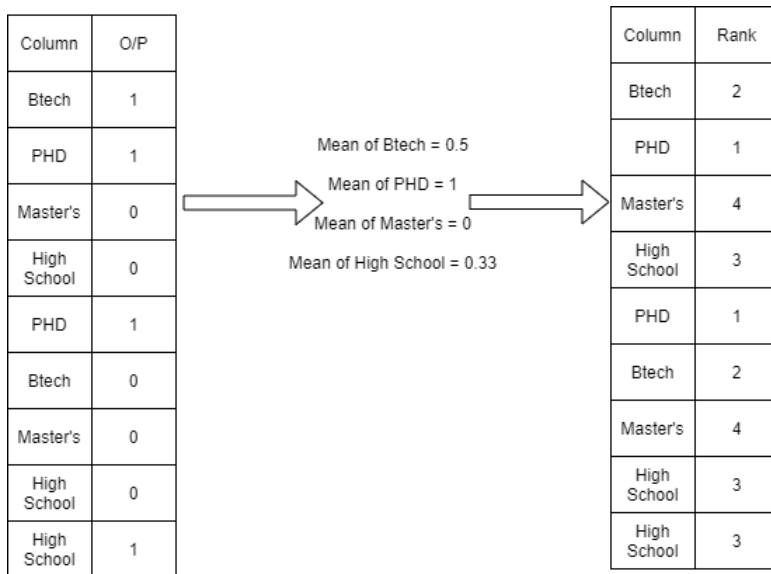 Column O/P
Btech 1
PHD 1
Master's 0
High
School 0
PHD 1
Btech 0
Master's 0
High
School 0
High
School 1
Mean of Btech = 0.5
Mean of PHD = 1
Mean of Master's = 0
Mean of High School = 0.33
Column Rank
Btech 2
PHD 1
Master's 4
High
School 3
PHD 1
Btech 2
Master's 4
High
School 3
High
School 3